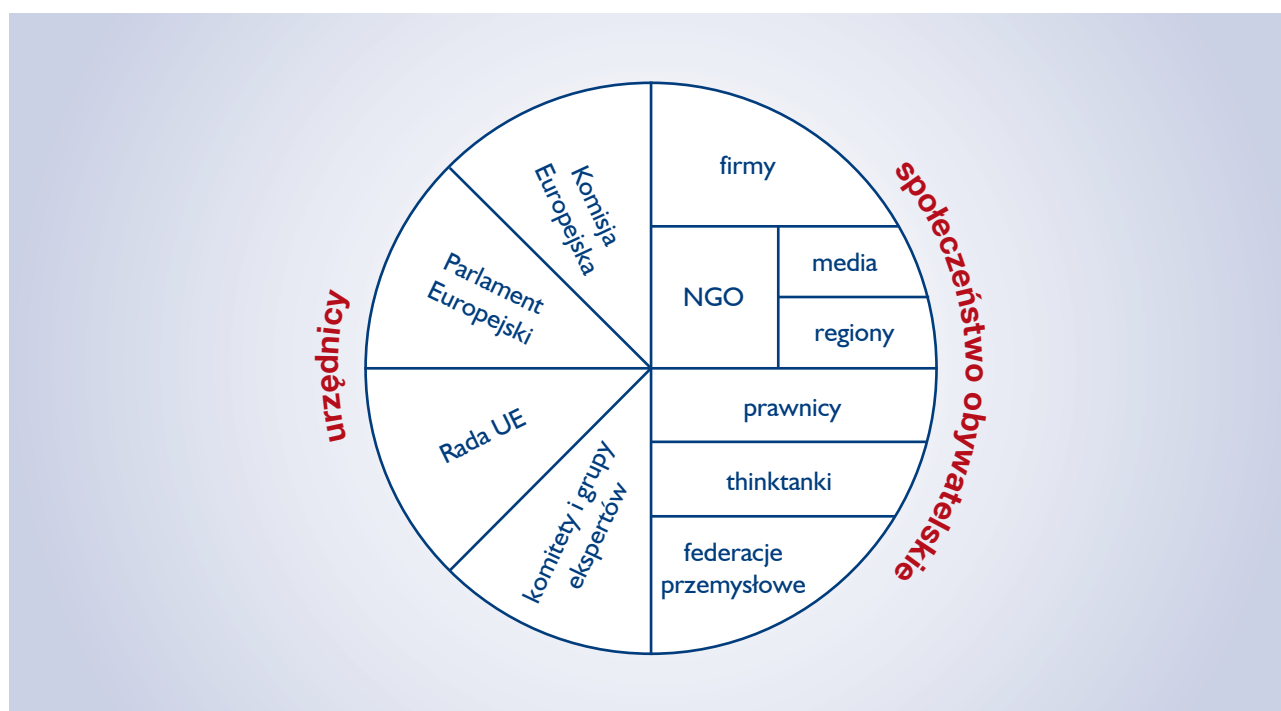 urzędnicy
Komisja
Europejska
Parlament
Europejski
Rada UE
komitety i grupy
ekspertów
firmy
NGO
media
regiony
prawnicy
thinktanki
federacje
przemysłowe
społeczeństwo obywatelskie